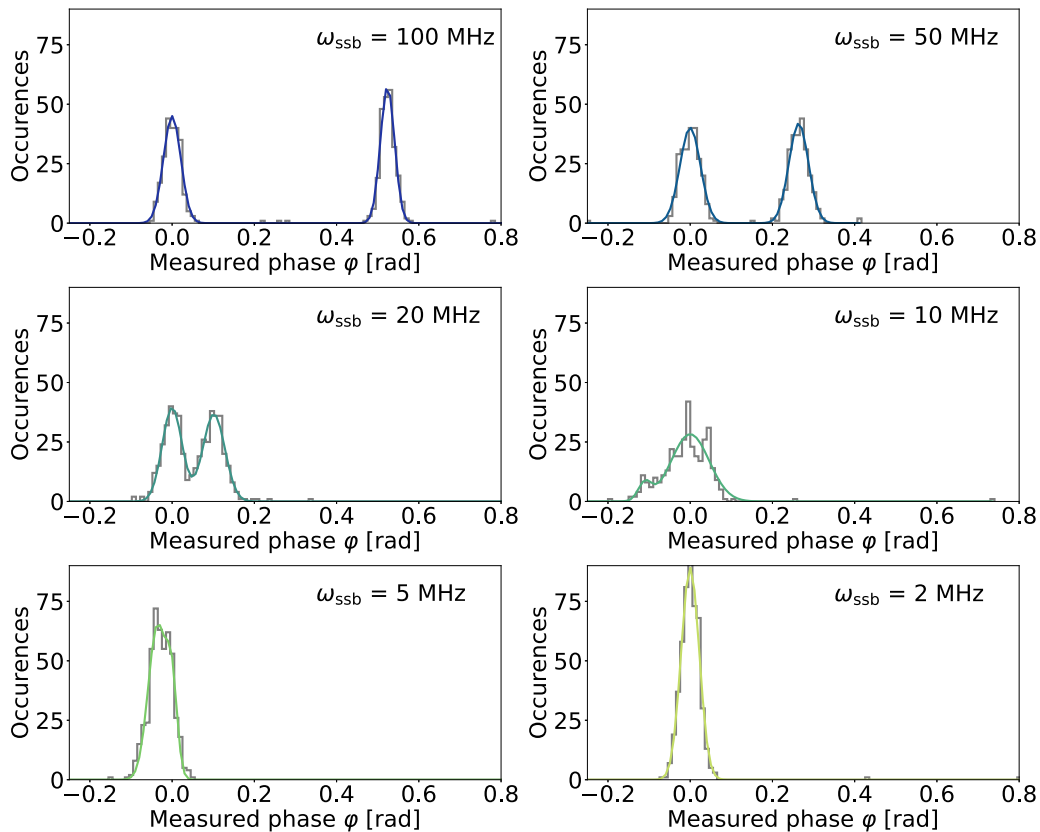 ω_ssb = 100 MHz
Occurences
75
50
25
0
−0.2 0.0 0.2 0.4 0.6 0.8
Measured phase φ [rad]
ω_ssb = 50 MHz
Occurences
75
50
25
0
−0.2 0.0 0.2 0.4 0.6 0.8
Measured phase φ [rad]
ω_ssb = 20 MHz
Occurences
75
50
25
0
−0.2 0.0 0.2 0.4 0.6 0.8
Measured phase φ [rad]
ω_ssb = 10 MHz
Occurences
75
50
25
0
−0.2 0.0 0.2 0.4 0.6 0.8
Measured phase φ [rad]
ω_ssb = 5 MHz
Occurences
75
50
25
0
−0.2 0.0 0.2 0.4 0.6 0.8
Measured phase φ [rad]
ω_ssb = 2 MHz
Occurences
75
50
25
0
−0.2 0.0 0.2 0.4 0.6 0.8
Measured phase φ [rad]